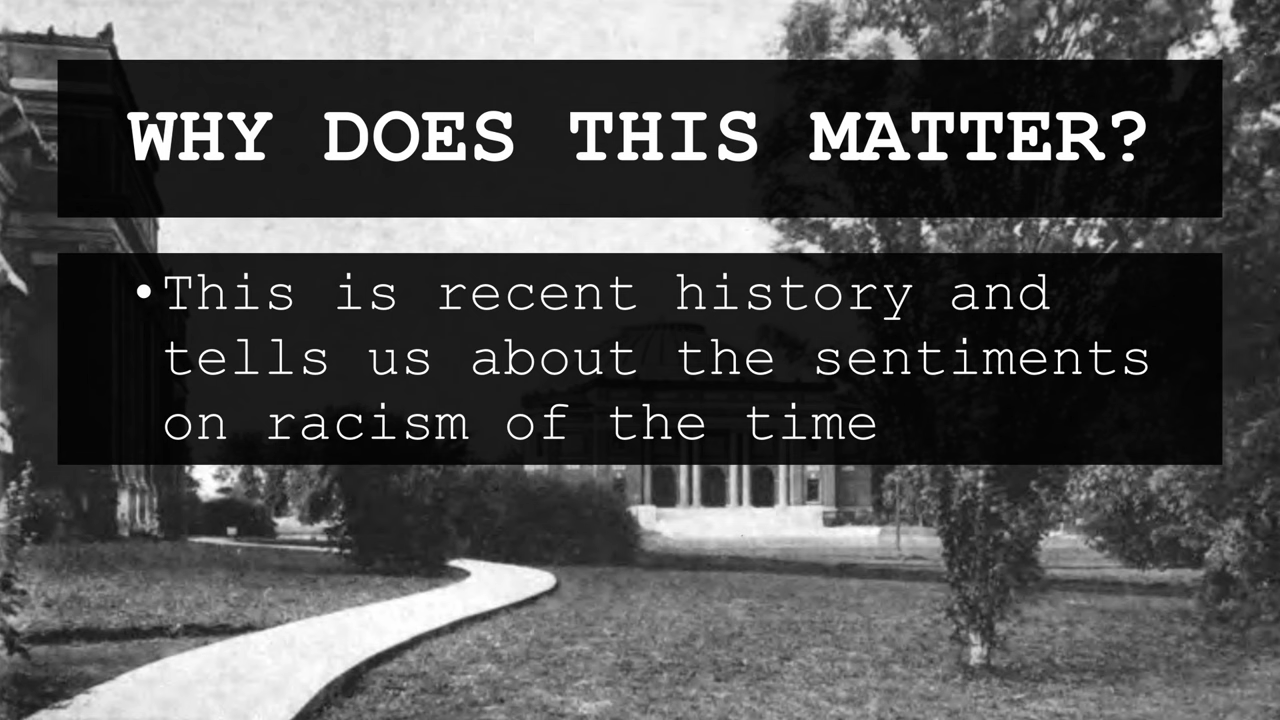 WHY DOES THIS MATTER?
•This is recent history and
tells us about the sentiments
on racism of the time